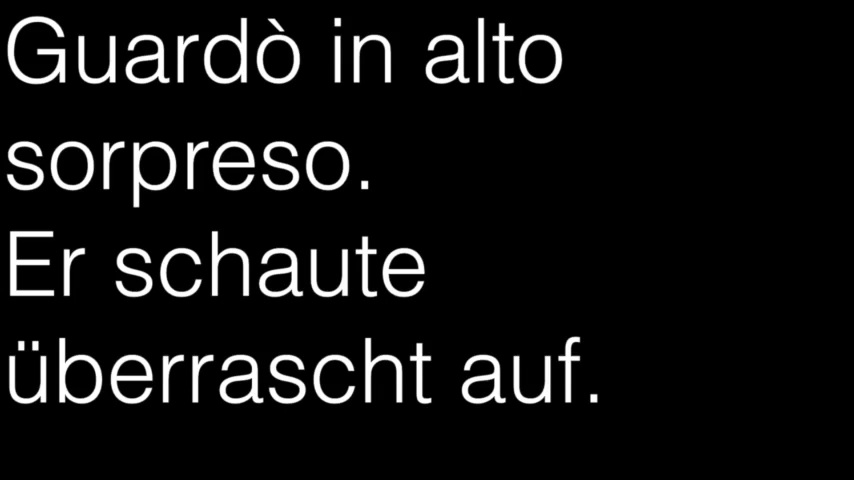 Guardò in alto
sorpreso.
Er schaute
überrascht auf.